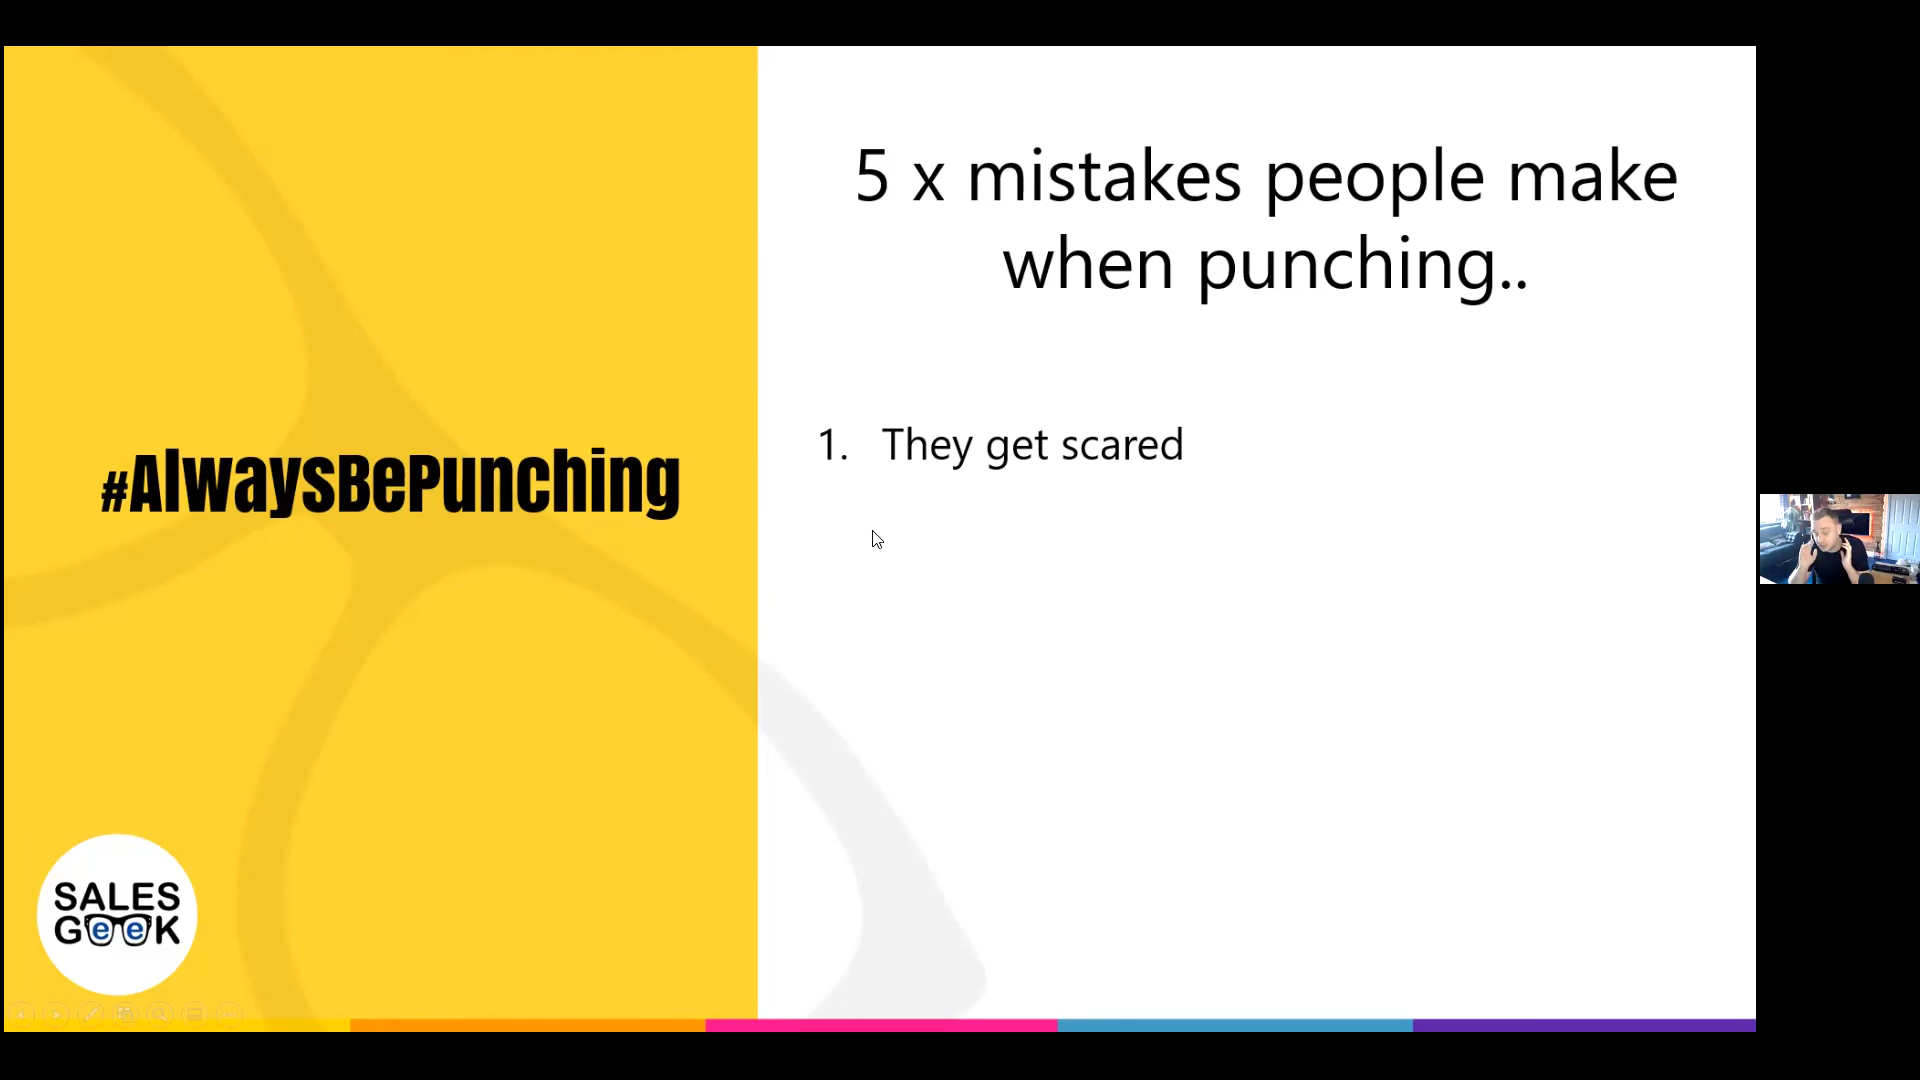 5 x mistakes people make
when punching..
#AlwaysBePunching
1. They get scared
SALES
GeeK